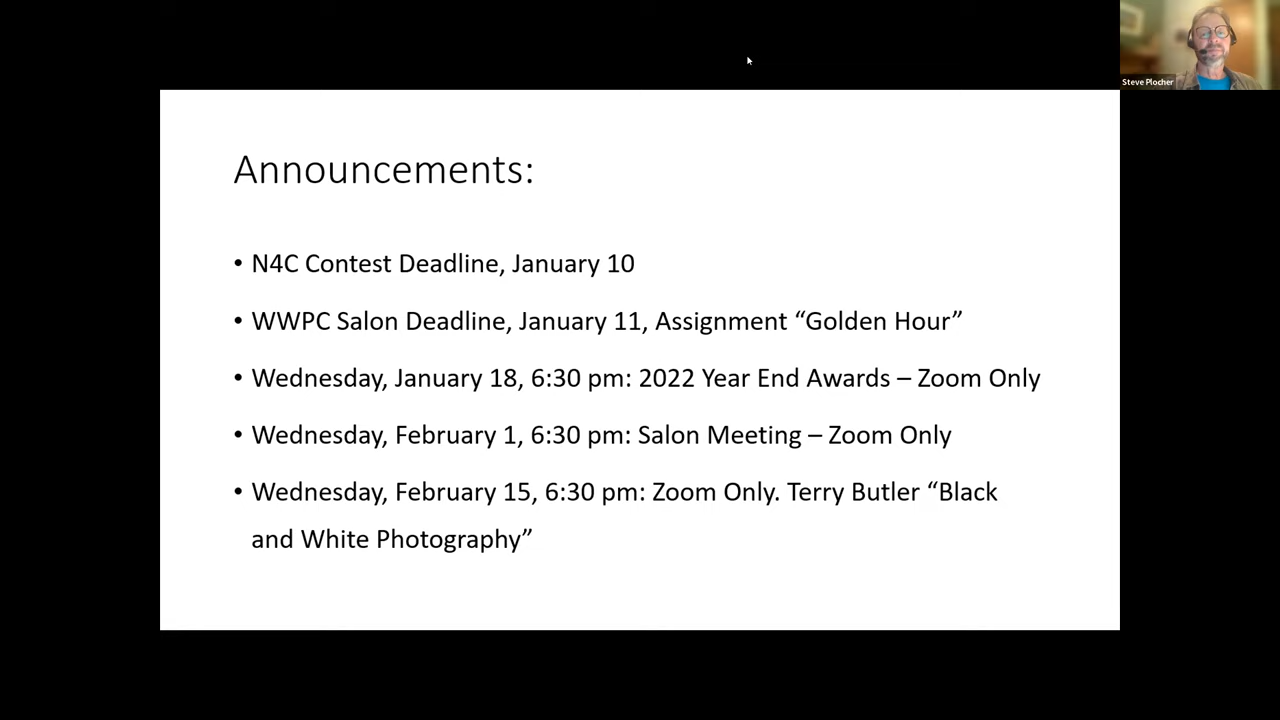 Steve Plocher
Announcements:
• N4C Contest Deadline, January 10
• WWPC Salon Deadline, January 11, Assignment “Golden Hour”
• Wednesday, January 18, 6:30 pm: 2022 Year End Awards – Zoom Only
• Wednesday, February 1, 6:30 pm: Salon Meeting – Zoom Only
• Wednesday, February 15, 6:30 pm: Zoom Only. Terry Butler “Black
and White Photography”